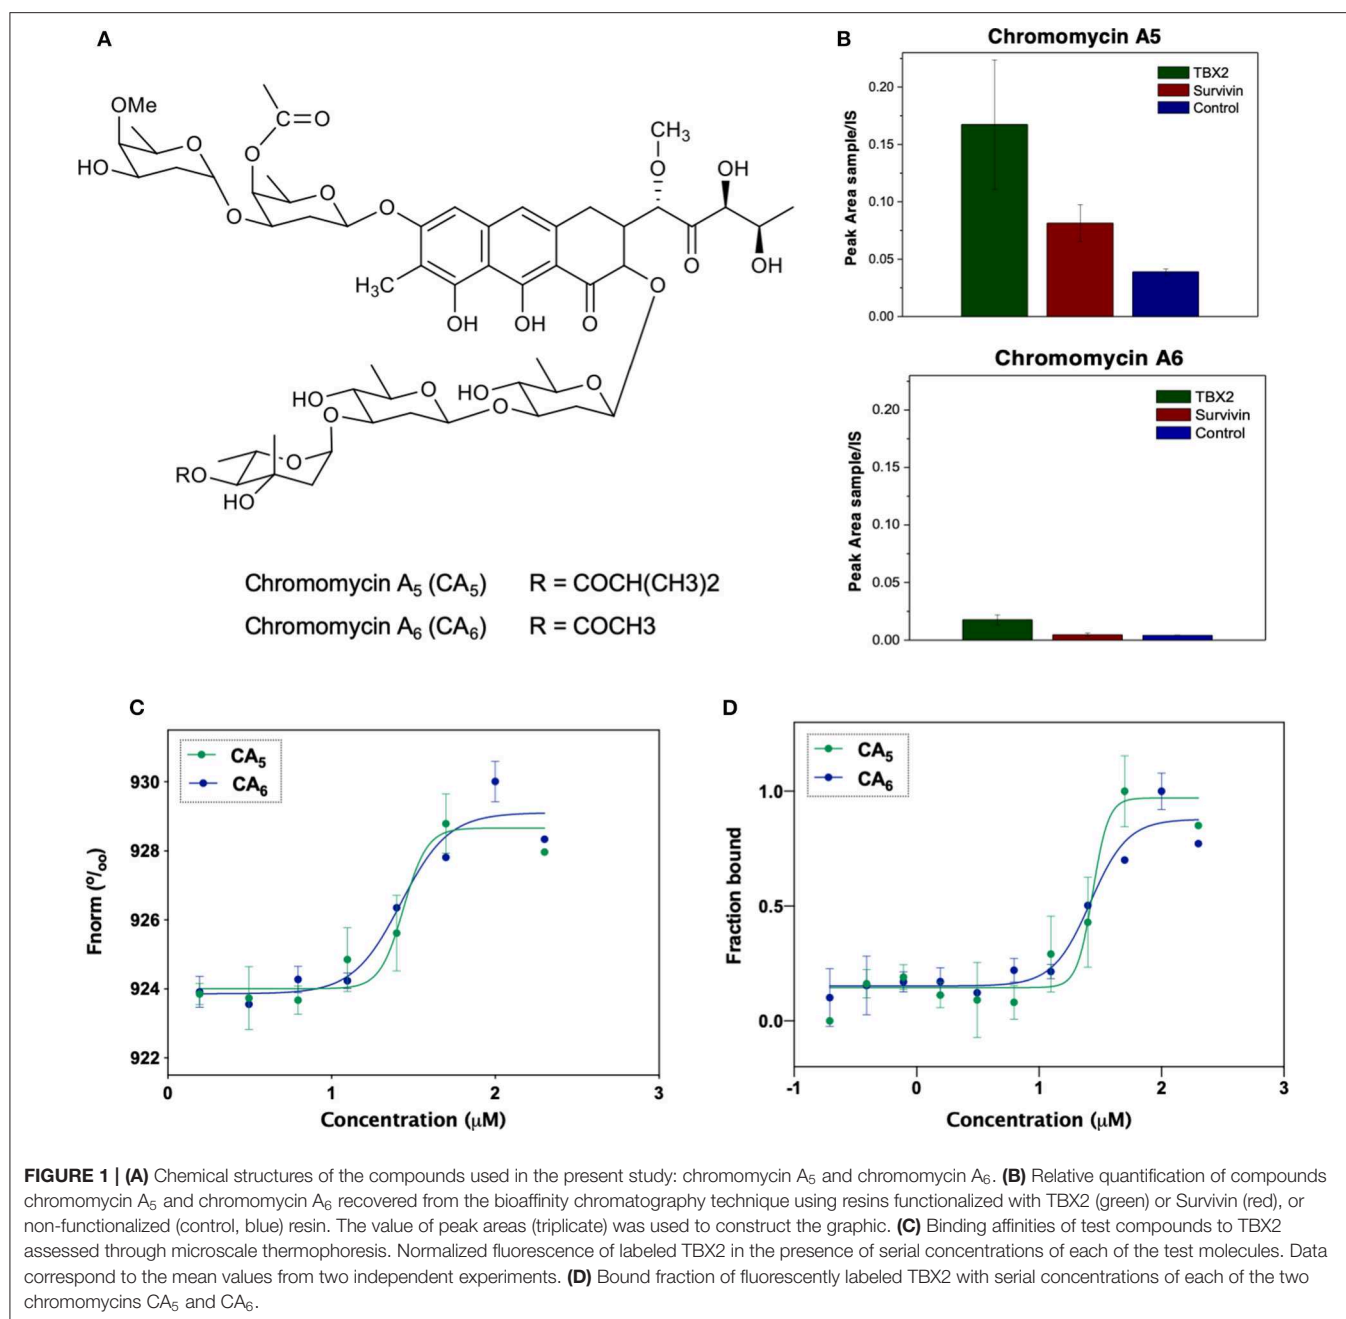 A
OMe
HO
O
O
C=O
O
O
O
O
H₃C
OH
OH
O
CH₃
O
OH
O
OH
O
HO
O
HO
O
O
O
O
RO
HO
Chromomycin A₅ (CA₅) R = COCH(CH3)2
Chromomycin A₆ (CA₆) R = COCH3
B
Chromomycin A5
TBX2
Survivin
Control
Peak Area sample/IS
0.20
0.15
0.10
0.05
0.00
Chromomycin A6
TBX2
Survivin
Control
Peak Area sample/IS
0.20
0.15
0.10
0.05
0.00
C
CA₅
CA₆
Fnorm (º/₀₀)
930
928
926
924
922
0 1 2 3
Concentration (μM)
D
CA₅
CA₆
Fraction bound
1.0
0.5
0.0
-1 0 1 2 3
Concentration (μM)
FIGURE 1 | (A) Chemical structures of the compounds used in the present study: chromomycin A₅ and chromomycin A₆. (B) Relative quantification of compounds
chromomycin A₅ and chromomycin A₆ recovered from the bioaffinity chromatography technique using resins functionalized with TBX2 (green) or Survivin (red), or
non-functionalized (control, blue) resin. The value of peak areas (triplicate) was used to construct the graphic. (C) Binding affinities of test compounds to TBX2
assessed through microscale thermophoresis. Normalized fluorescence of labeled TBX2 in the presence of serial concentrations of each of the test molecules. Data
correspond to the mean values from two independent experiments. (D) Bound fraction of fluorescently labeled TBX2 with serial concentrations of each of the two
chromomycins CA₅ and CA₆.